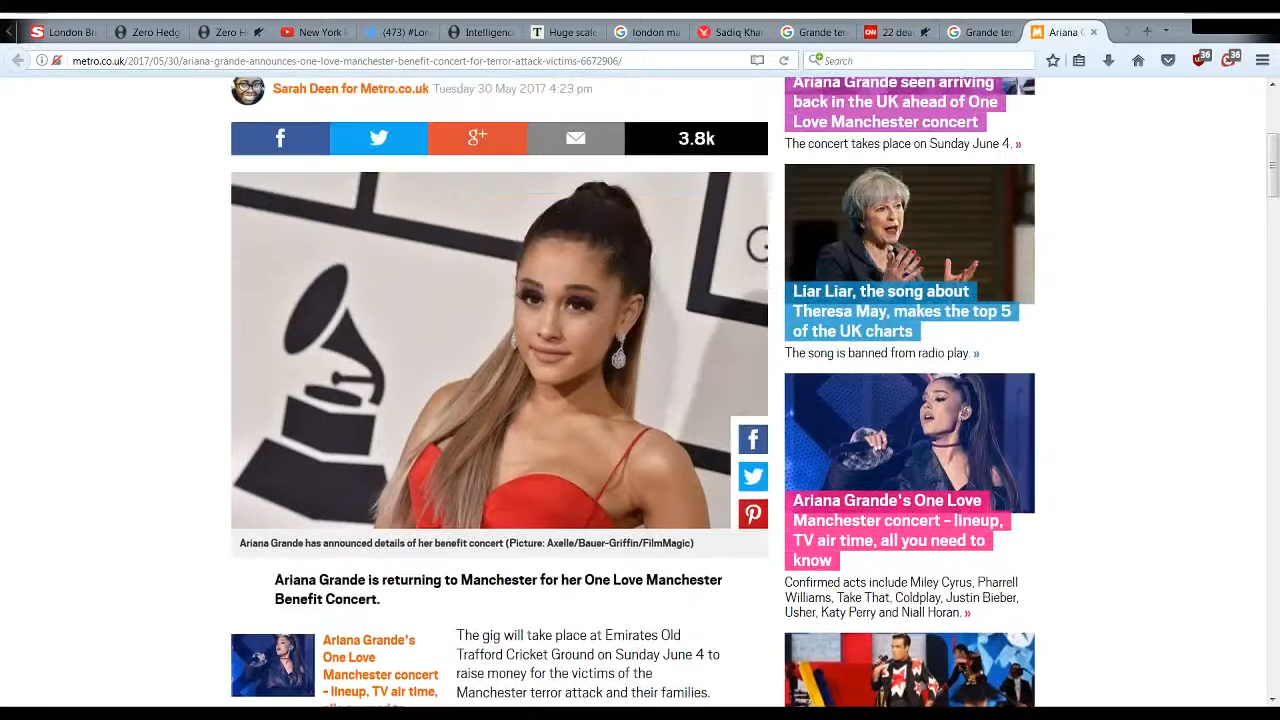 London Bi
Zero Hedg
Zero H
New
(473) #Lon
Intelligenc
Huge scale
london ma
Sadiq Khar
Grande ter
22 dea
Grande ter
Ariana G
metro.co.uk/2017/05/30/ariana-grande-announces-one-love-manchester-benefit-concert-for-terror-attack-victims-6672906/
Search
36
36
Sarah Deen for Metro.co.uk Tuesday 30 May 2017 4:23 pm
3.8k
Ariana Grande has announced details of her benefit concert (Picture: Axelle/Bauer-Griffin/FilmMagic)
Ariana Grande is returning to Manchester for her One Love Manchester
Benefit Concert.
Ariana Grande's
One Love
Manchester concert
- lineup, TV air time,
The gig will take place at Emirates Old
Trafford Cricket Ground on Sunday June 4 to
raise money for the victims of the
Manchester terror attack and their families.
Ariana Grande seen arriving
back in the UK ahead of One
Love Manchester concert
The concert takes place on Sunday June 4. »
Liar Liar, the song about
Theresa May, makes the top 5
of the UK charts
The song is banned from radio play. »
Ariana Grande's One Love
Manchester concert – lineup,
TV air time, all you need to
know
Confirmed acts include Miley Cyrus, Pharrell
Williams, Take That, Coldplay, Justin Bieber,
Usher, Katy Perry and Niall Horan. »